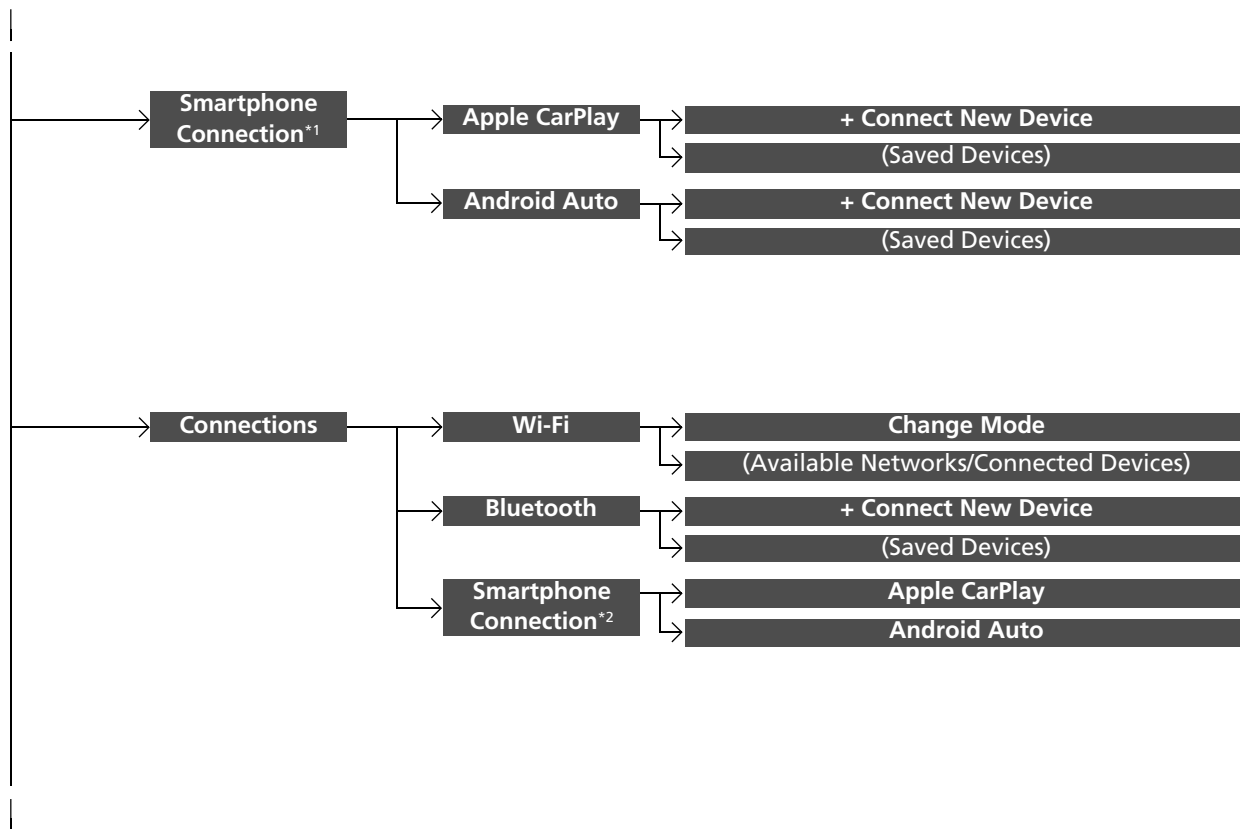 Smartphone
Connection*1
Apple CarPlay
+ Connect New Device
(Saved Devices)
Android Auto
+ Connect New Device
(Saved Devices)
Connections
Wi-Fi
Change Mode
(Available Networks/Connected Devices)
Bluetooth
+ Connect New Device
(Saved Devices)
Smartphone
Connection*2
Apple CarPlay
Android Auto